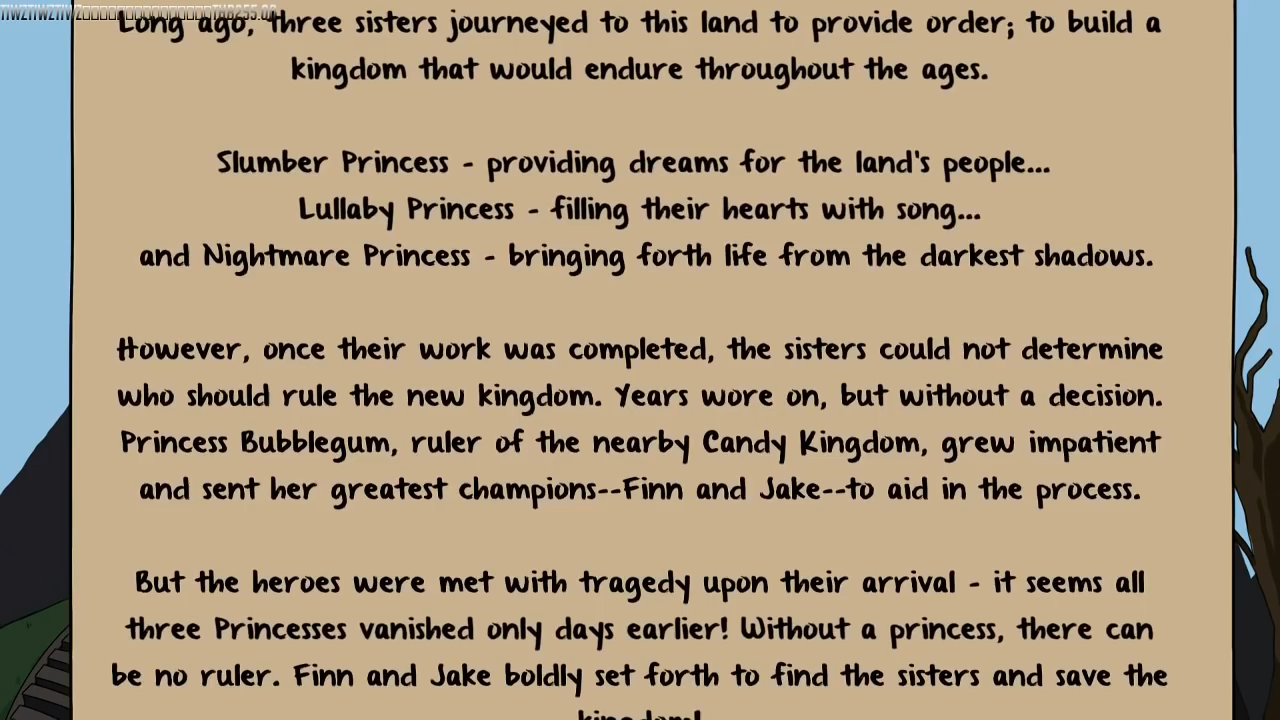 Long ago, three sisters journeyed to this land to provide order; to build a
kingdom that would endure throughout the ages.
Slumber Princess - providing dreams for the land's people...
Lullaby Princess - filling their hearts with song...
and Nightmare Princess - bringing forth life from the darkest shadows.
However, once their work was completed, the sisters could not determine
who should rule the new kingdom. Years wore on, but without a decision.
Princess Bubblegum, ruler of the nearby Candy Kingdom, grew impatient
and sent her greatest champions--Finn and Jake--to aid in the process.
But the heroes were met with tragedy upon their arrival - it seems all
three Princesses vanished only days earlier! Without a princess, there can
be no ruler. Finn and Jake boldly set forth to find the sisters and save the
kingdom!